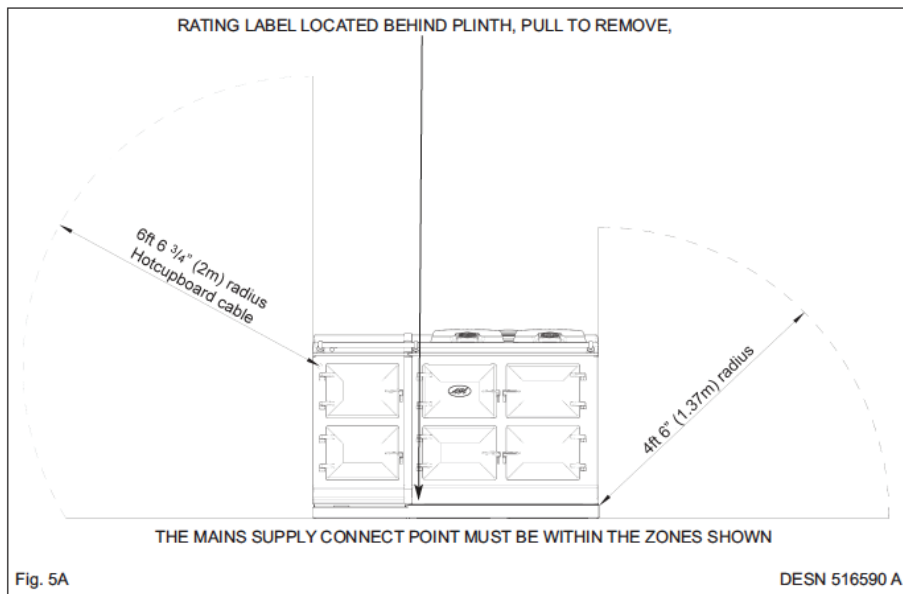 RATING LABEL LOCATED BEHIND PLINTH, PULL TO REMOVE,
6ft 6 3/4" (2m) radius
Hotcupboard cable
AGA
4ft 6" (1.37m) radius
THE MAINS SUPPLY CONNECT POINT MUST BE WITHIN THE ZONES SHOWN
Fig. 5A
DESN 516590 A